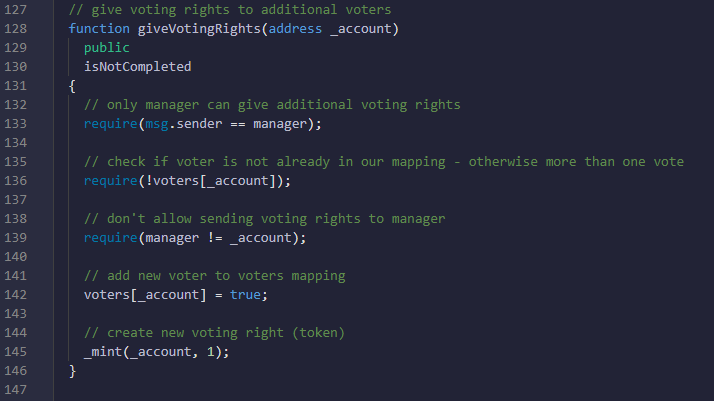 127 // give voting rights to additional voters
128 function giveVotingRights(address _account)
129   public
130   isNotCompleted
131 {
132   // only manager can give additional voting rights
133   require(msg.sender == manager);
134
135   // check if voter is not already in our mapping - otherwise more than one vote
136   require(!voters[_account]);
137
138   // don't allow sending voting rights to manager
139   require(manager != _account);
140
141   // add new voter to voters mapping
142   voters[_account] = true;
143
144   // create new voting right (token)
145   _mint(_account, 1);
146 }
147